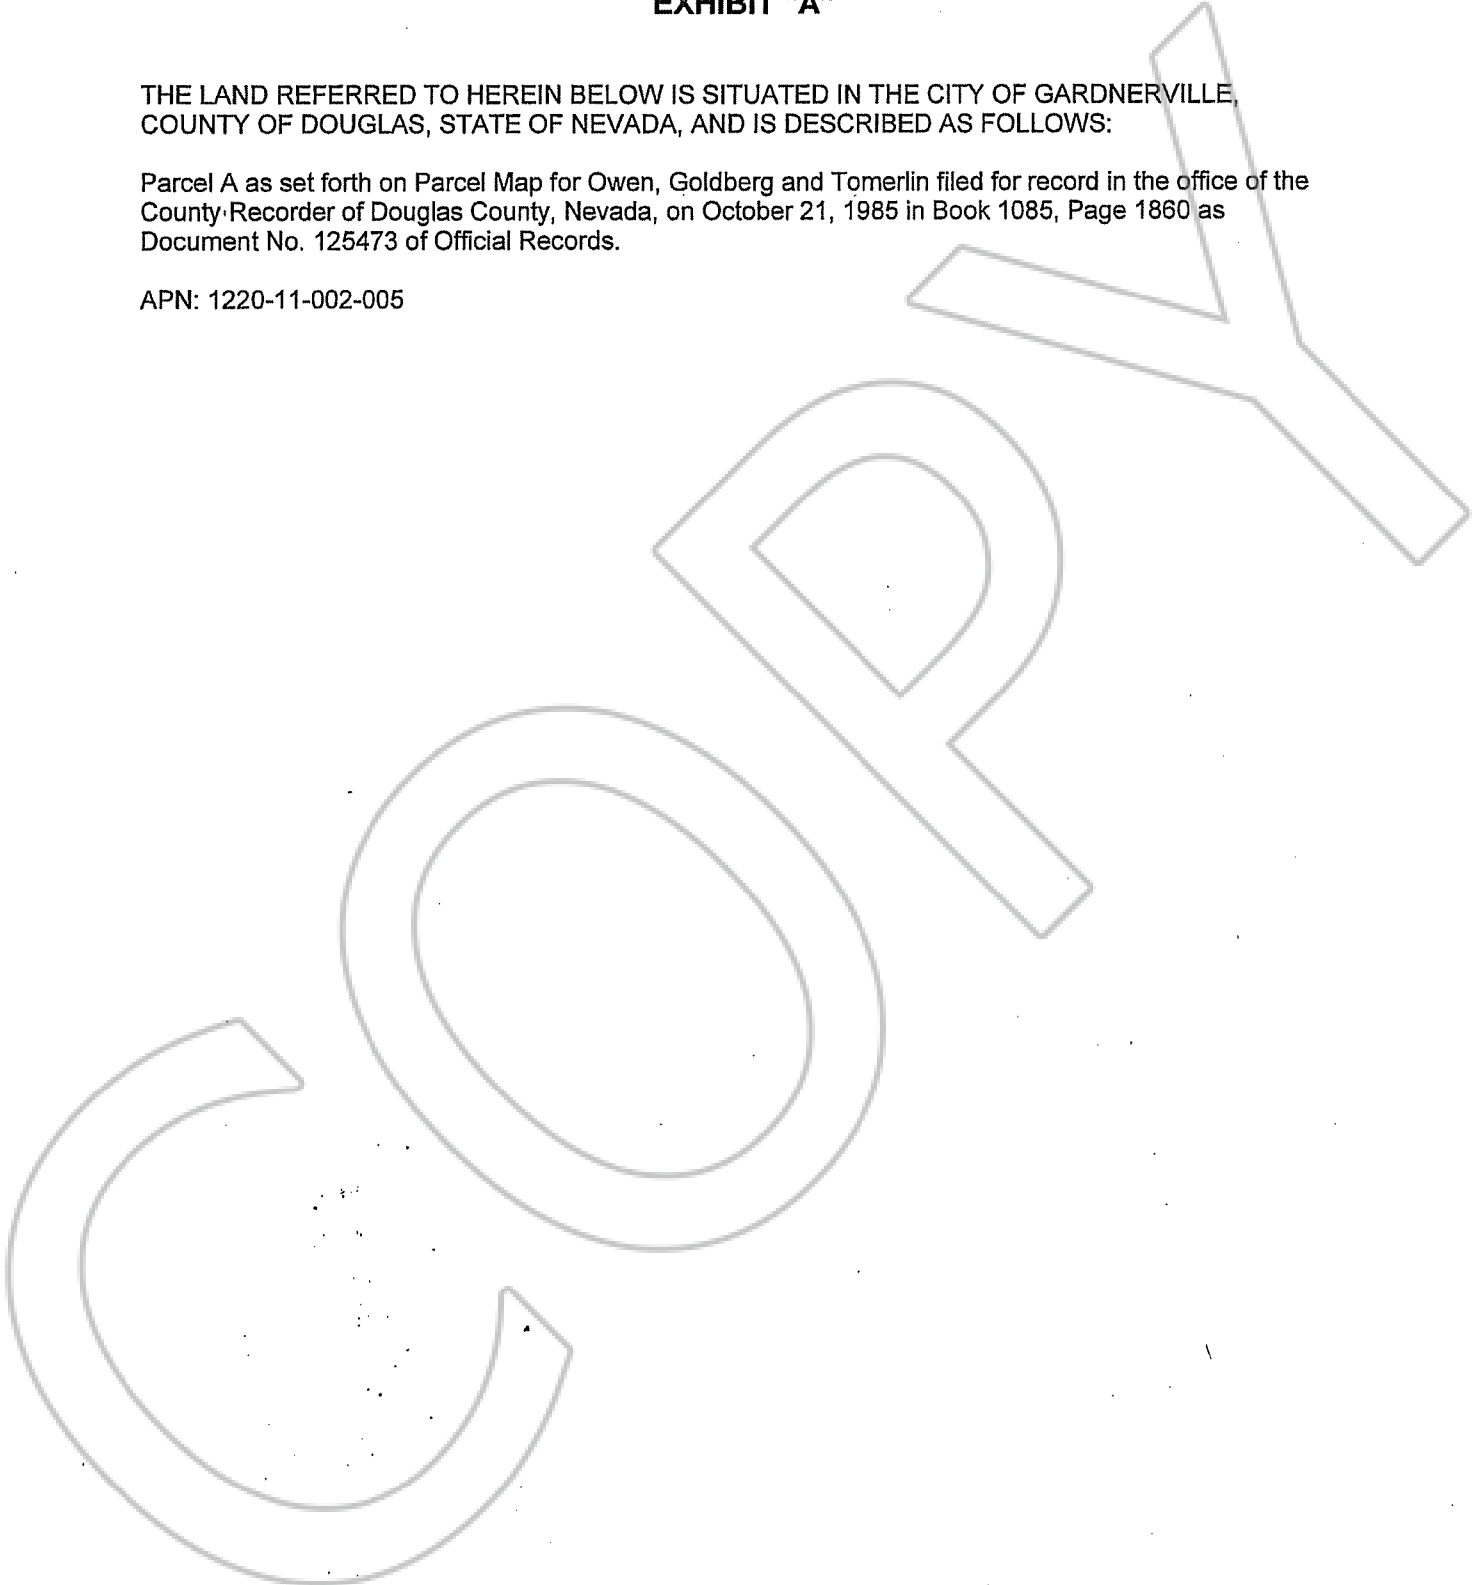 EXHIBIT "A"
THE LAND REFERRED TO HEREIN BELOW IS SITUATED IN THE CITY OF GARDNERVILLE,
COUNTY OF DOUGLAS, STATE OF NEVADA, AND IS DESCRIBED AS FOLLOWS:
Parcel A as set forth on Parcel Map for Owen, Goldberg and Tomerlin filed for record in the office of the
County Recorder of Douglas County, Nevada, on October 21, 1985 in Book 1085, Page 1860 as
Document No. 125473 of Official Records.
APN: 1220-11-002-005
COPY